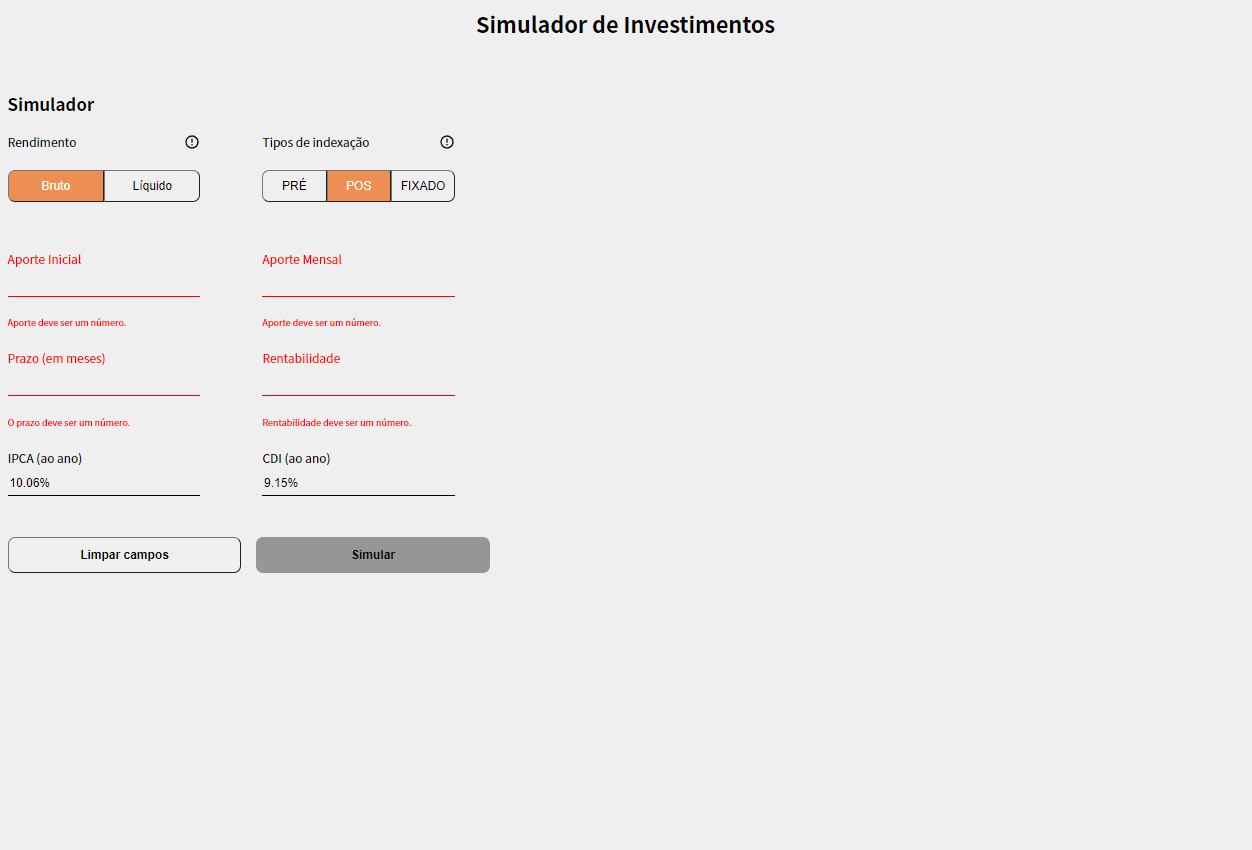 Simulador de Investimentos
Simulador
Rendimento
Tipos de indexação
Bruto
Líquido
PRÉ
POS
FIXADO
Aporte Inicial
Aporte Mensal
Aporte deve ser um número.
Aporte deve ser um número.
Prazo (em meses)
Rentabilidade
O prazo deve ser um número.
Rentabilidade deve ser um número.
IPCA (ao ano)
CDI (ao ano)
10.06%
9.15%
Limpar campos
Simular